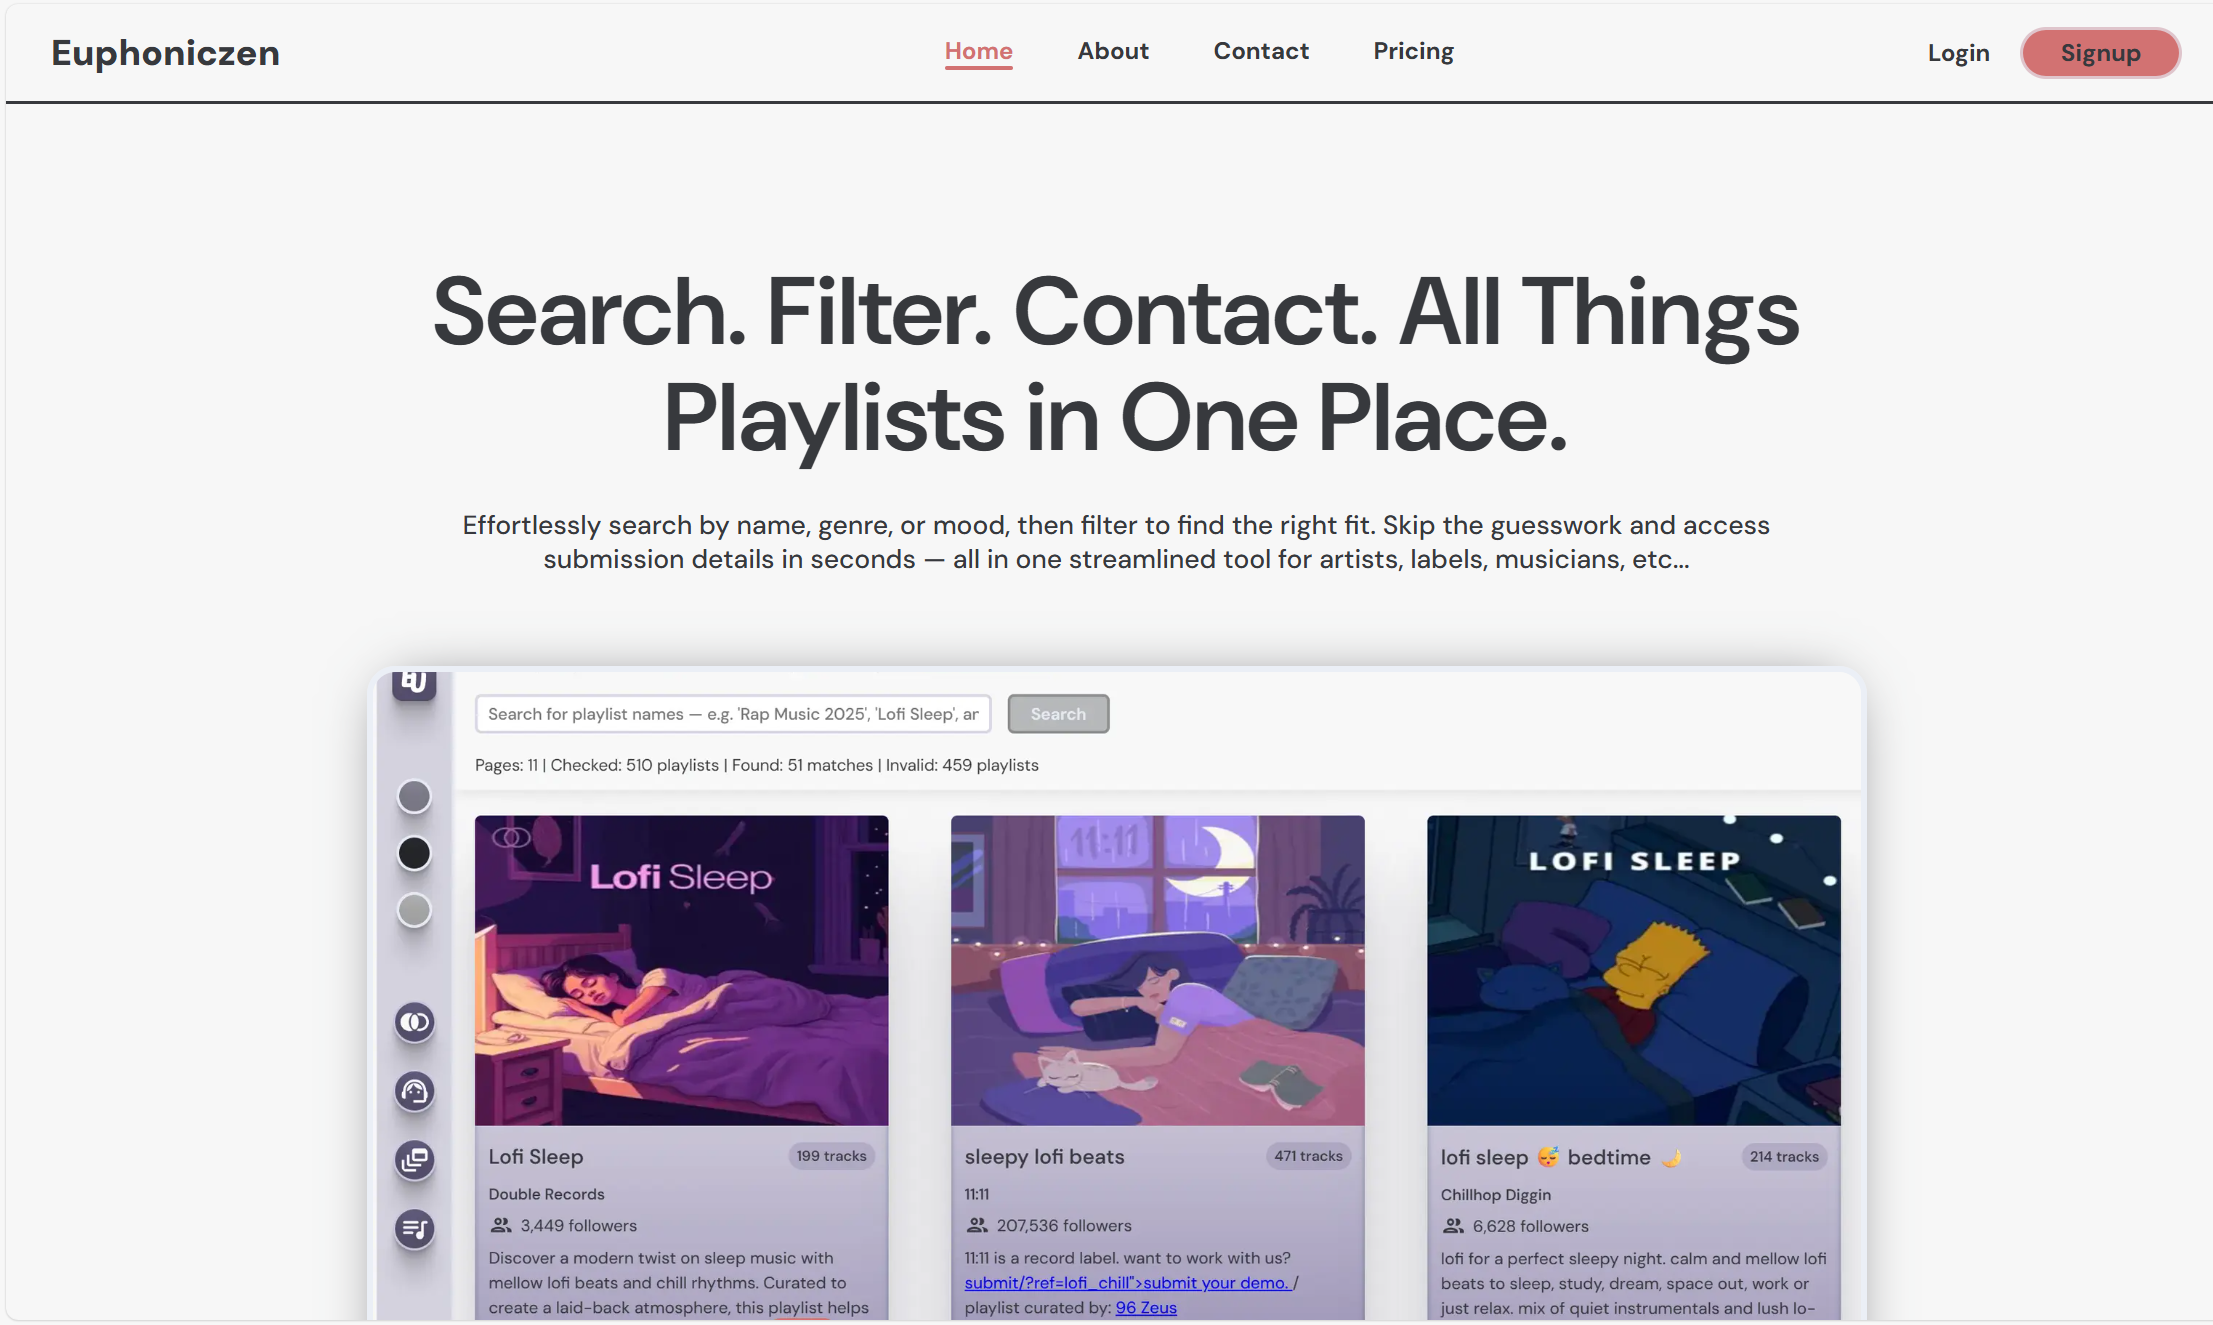 Euphoniczen
Home
About
Contact
Pricing
Login
Signup
Search. Filter. Contact. All Things
Playlists in One Place.
Effortlessly search by name, genre, or mood, then filter to find the right fit. Skip the guesswork and access
submission details in seconds — all in one streamlined tool for artists, labels, musicians, etc...
Search for playlist names — e.g. 'Rap Music 2025', 'Lofi Sleep', ar
Search
Pages: 11 | Checked: 510 playlists | Found: 51 matches | Invalid: 459 playlists
Lofi Sleep
Lofi Sleep
199 tracks
Double Records
3,449 followers
Discover a modern twist on sleep music with
mellow lofi beats and chill rhythms. Curated to
create a laid-back atmosphere, this playlist helps
11:11
sleepy lofi beats
471 tracks
11:11
207,536 followers
11:11 is a record label. want to work with us?
submit/?ref=lofi_chill">submit your demo. /
playlist curated by: 96 Zeus
LOFI SLEEP
lofi sleep 😴 bedtime 🌙
214 tracks
Chillhop Diggin
6,628 followers
lofi for a perfect sleepy night. calm and mellow lofi
beats to sleep, study, dream, space out, work or
just relax. mix of quiet instrumentals and lush lo-